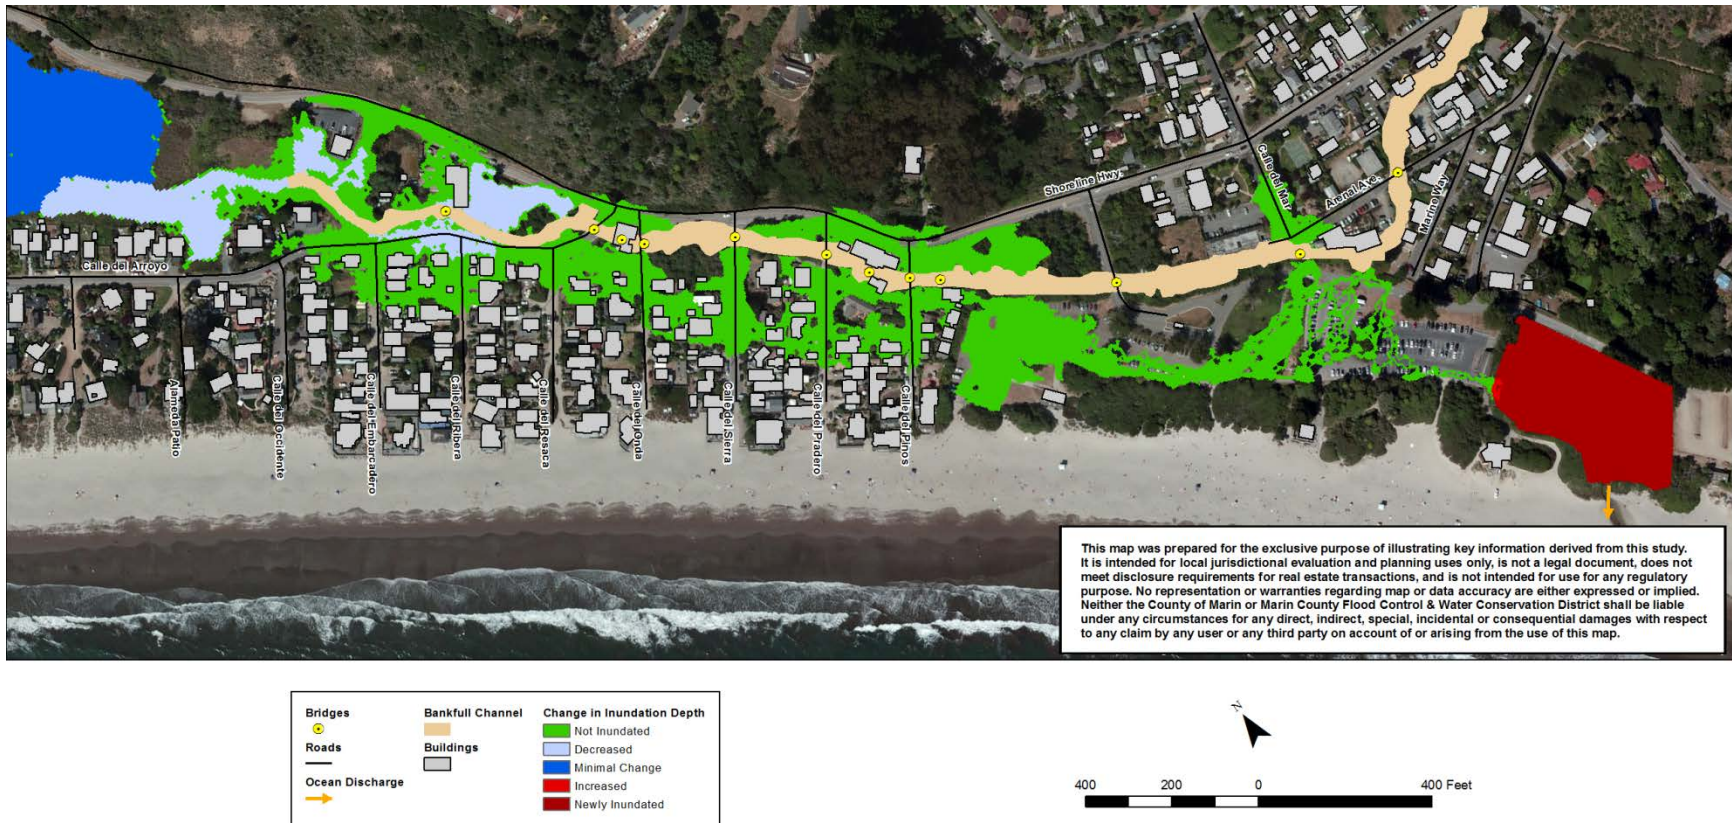 Shoreline Hwy.
Calle del Mar
Arenal Ave.
Marine Way
Calle del Arroyo
Alameda Patio
Calle del Occidente
Calle del Embarcadero
Calle del Ribera
Calle del Resaca
Calle del Onda
Calle del Sierra
Calle del Pradero
Calle del Pinos
This map was prepared for the exclusive purpose of illustrating key information derived from this study.
It is intended for local jurisdictional evaluation and planning uses only, is not a legal document, does not
meet disclosure requirements for real estate transactions, and is not intended for use for any regulatory
purpose. No representation or warranties regarding map or data accuracy are either expressed or implied.
Neither the County of Marin or Marin County Flood Control & Water Conservation District shall be liable
under any circumstances for any direct, indirect, special, incidental or consequential damages with respect
to any claim by any user or any third party on account of or arising from the use of this map.
Bridges
Roads
Ocean Discharge
Bankfull Channel
Buildings
Change in Inundation Depth
Not Inundated
Decreased
Minimal Change
Increased
Newly Inundated
N
400 200 0 400 Feet